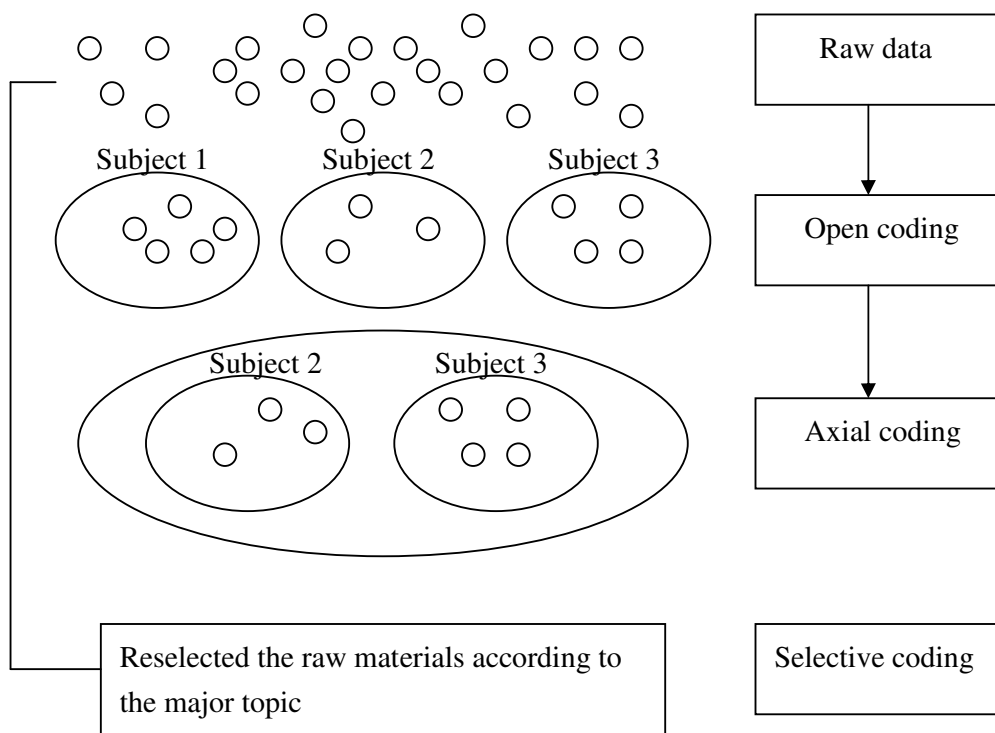 Raw data
Subject 1
Subject 2
Subject 3
Open coding
Subject 2
Subject 3
Axial coding
Reselected the raw materials according to
the major topic
Selective coding